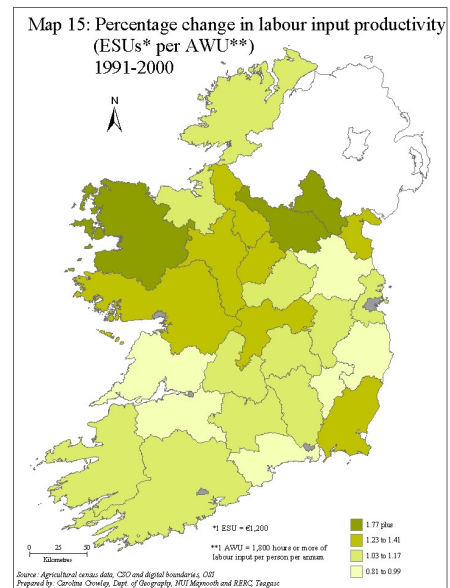 Map 15: Percentage change in labour input productivity
(ESUs* per AWU**)
1991-2000
N
*1 ESU = €1,200
**1 AWU = 1,800 hours or more of
labour input per person per annum.
1.77 plus
1.23 to 1.41
1.03 to 1.17
0.81 to 0.99
0 25 50
Kilometres
Source: Agricultural census data, CSO and digital boundaries, OSI
Prepared by: Caroline Crowley, Dept. of Geography, NUI Maynooth and RERC Teagasc